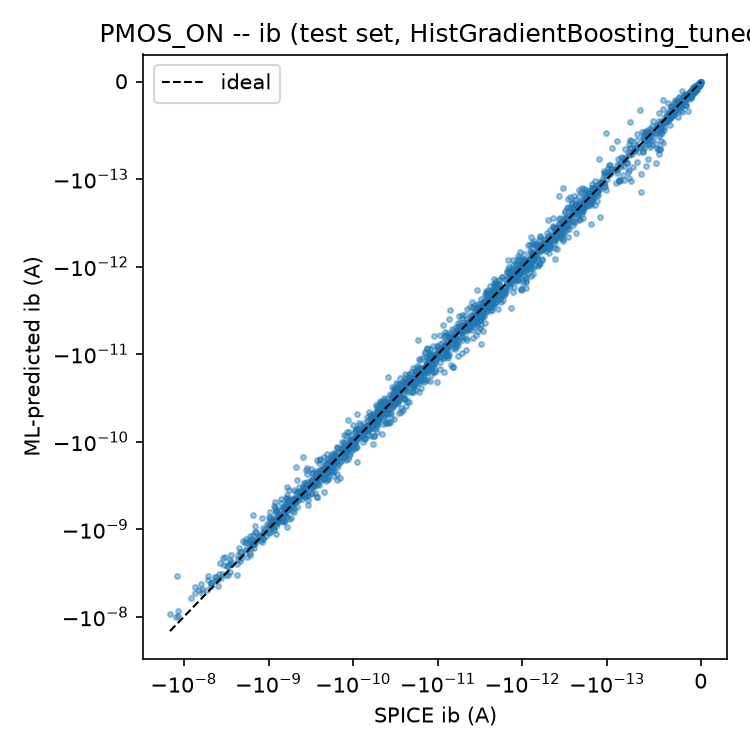 PMOS_ON -- ib (test set, HistGradientBoosting_tuned
ideal
ML-predicted ib (A)
0
−10⁻¹³
−10⁻¹²
−10⁻¹¹
−10⁻¹⁰
−10⁻⁹
−10⁻⁸
−10⁻⁸ −10⁻⁹ −10⁻¹⁰ −10⁻¹¹ −10⁻¹² −10⁻¹³ 0
SPICE ib (A)